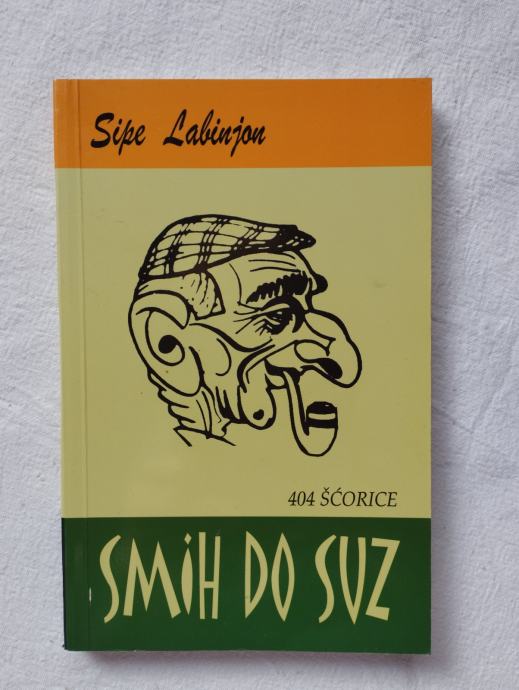 Sipe Labinjon
404 ŠĆORICE
SMiH DO SUZ